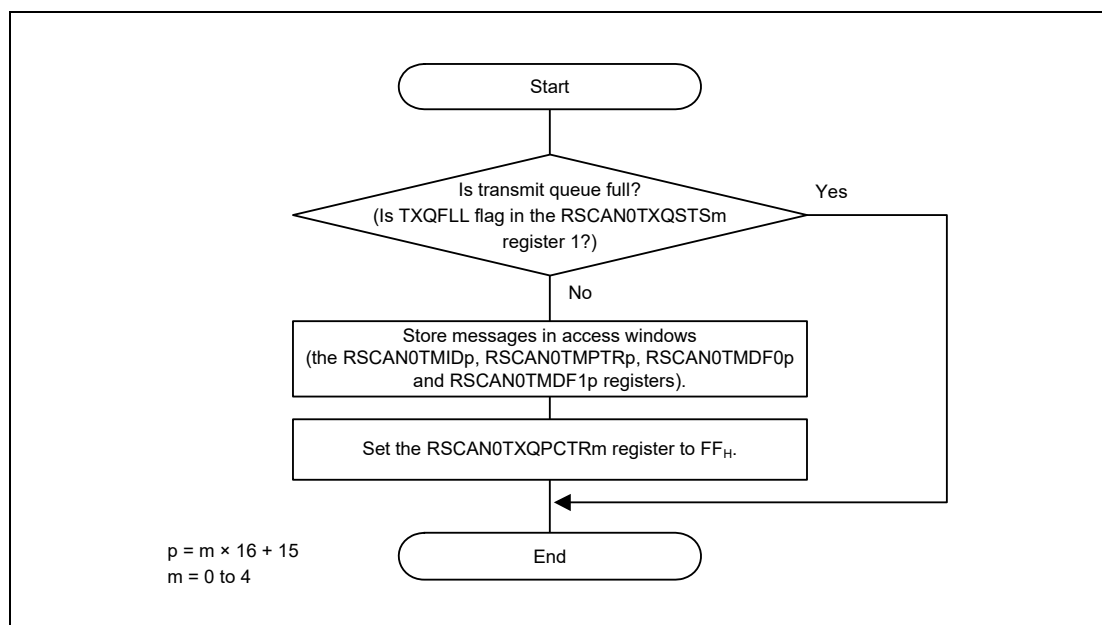 Start
Is transmit queue full?
(Is TXQFLL flag in the RSCAN0TXQSTSm
register 1?)
Yes
No
Store messages in access windows
(the RSCAN0TMIDp, RSCAN0TMPTRp, RSCAN0TMDF0p
and RSCAN0TMDF1p registers).
Set the RSCAN0TXQPCTRm register to FFH.
End
p = m × 16 + 15
m = 0 to 4